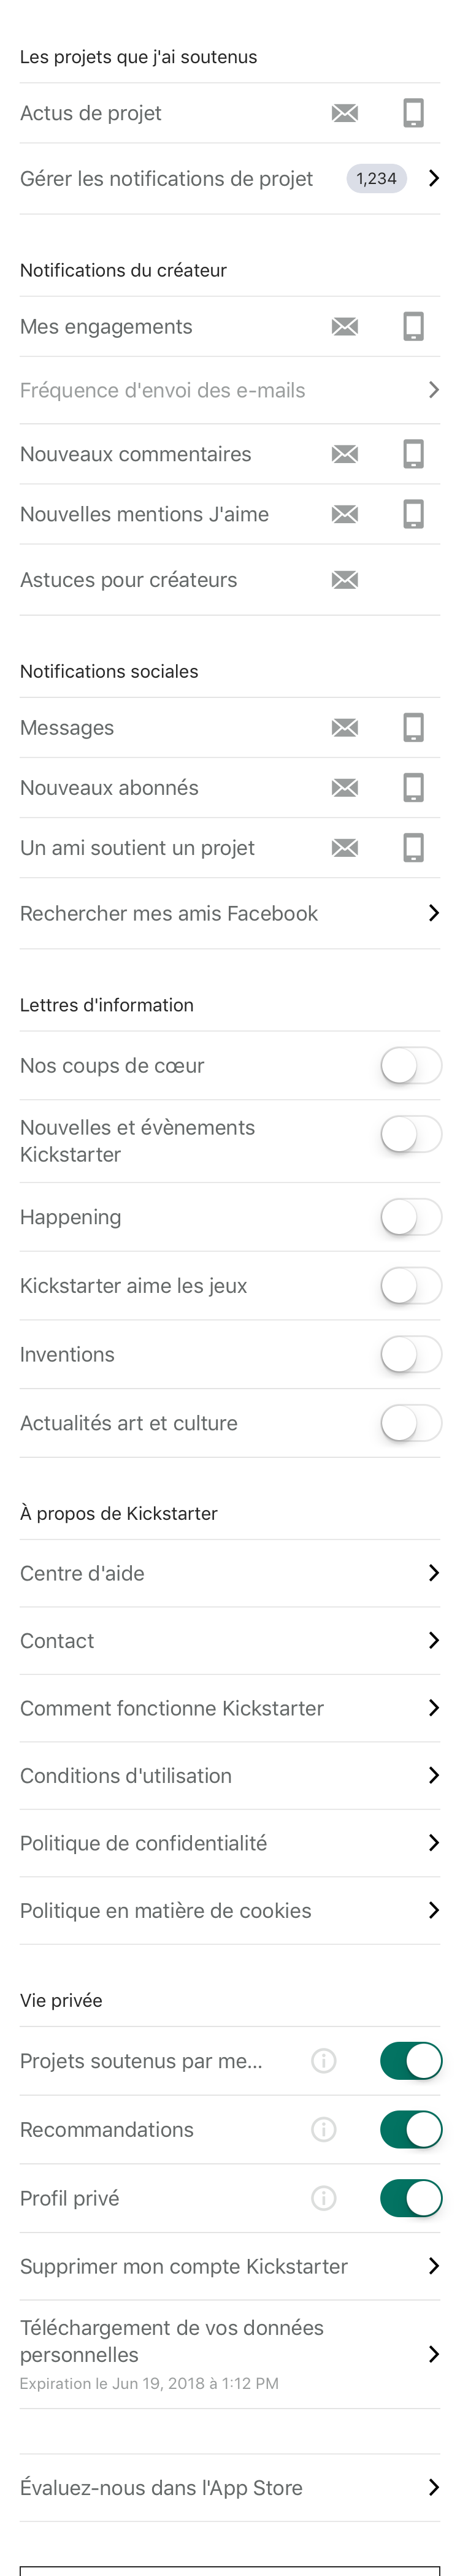 Les projets que j'ai soutenus
Actus de projet
Gérer les notifications de projet 1,234
Notifications du créateur
Mes engagements
Fréquence d'envoi des e-mails
Nouveaux commentaires
Nouvelles mentions J'aime
Astuces pour créateurs
Notifications sociales
Messages
Nouveaux abonnés
Un ami soutient un projet
Rechercher mes amis Facebook
Lettres d'information
Nos coups de cœur
Nouvelles et évènements
Kickstarter
Happening
Kickstarter aime les jeux
Inventions
Actualités art et culture
À propos de Kickstarter
Centre d'aide
Contact
Comment fonctionne Kickstarter
Conditions d'utilisation
Politique de confidentialité
Politique en matière de cookies
Vie privée
Projets soutenus par me...
Recommandations
Profil privé
Supprimer mon compte Kickstarter
Téléchargement de vos données
personnelles
Expiration le Jun 19, 2018 à 1:12 PM
Évaluez-nous dans l'App Store